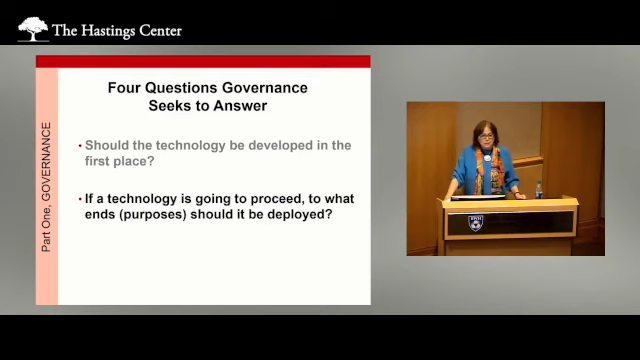 The Hastings Center
Four Questions Governance
Seeks to Answer
Part One, GOVERNANCE
• Should the technology be developed in the
first place?
• If a technology is going to proceed, to what
ends (purposes) should it be deployed?